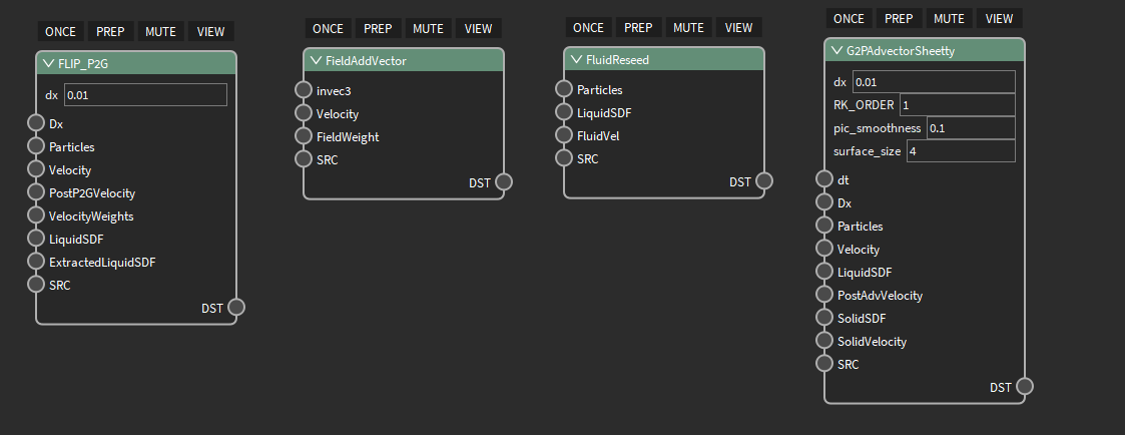 ONCE PREP MUTE VIEW
FLIP_P2G
dx 0.01
Dx
Particles
Velocity
PostP2GVelocity
VelocityWeights
LiquidSDF
ExtractedLiquidSDF
SRC
DST
ONCE PREP MUTE VIEW
FieldAddVector
invec3
Velocity
FieldWeight
SRC
DST
ONCE PREP MUTE VIEW
FluidReseed
Particles
LiquidSDF
FluidVel
SRC
DST
ONCE PREP MUTE VIEW
G2PAdvectorSheetty
dx 0.01
RK_ORDER 1
pic_smoothness 0.1
surface_size 4
dt
Dx
Particles
Velocity
LiquidSDF
PostAdvVelocity
SolidSDF
SolidVelocity
SRC
DST